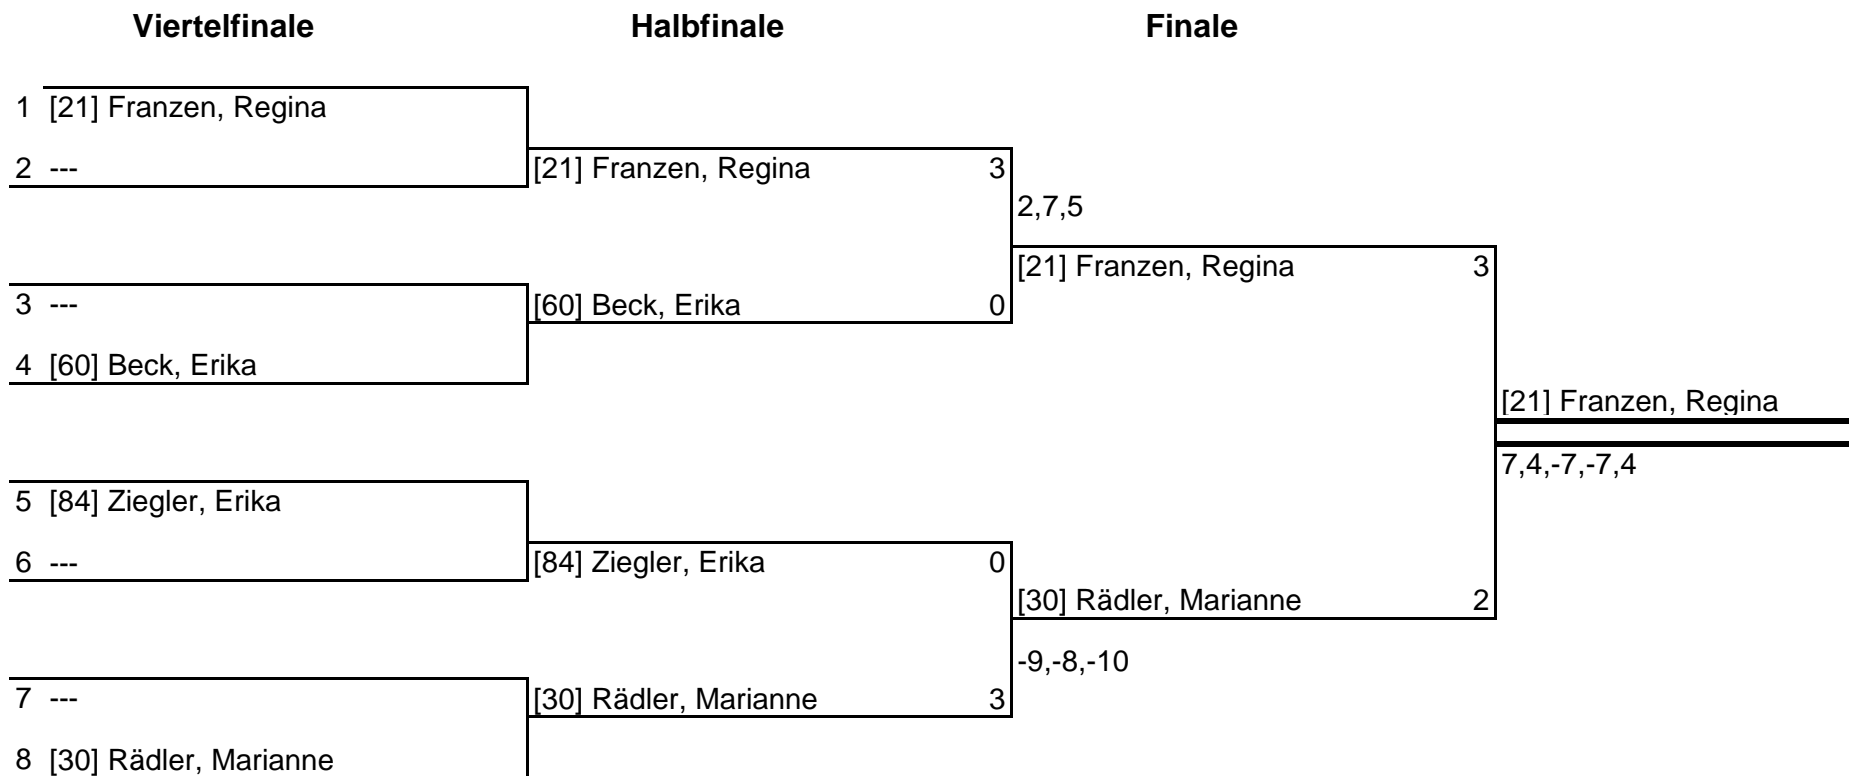 Viertelfinale Halbfinale Finale
1 [21] Franzen, Regina
2 --- [21] Franzen, Regina 3
2,7,5
[21] Franzen, Regina 3
3 --- [60] Beck, Erika 0
4 [60] Beck, Erika
[21] Franzen, Regina
7,4,-7,-7,4
5 [84] Ziegler, Erika
6 --- [84] Ziegler, Erika 0
[30] Rädler, Marianne 2
-9,-8,-10
7 --- [30] Rädler, Marianne 3
8 [30] Rädler, Marianne